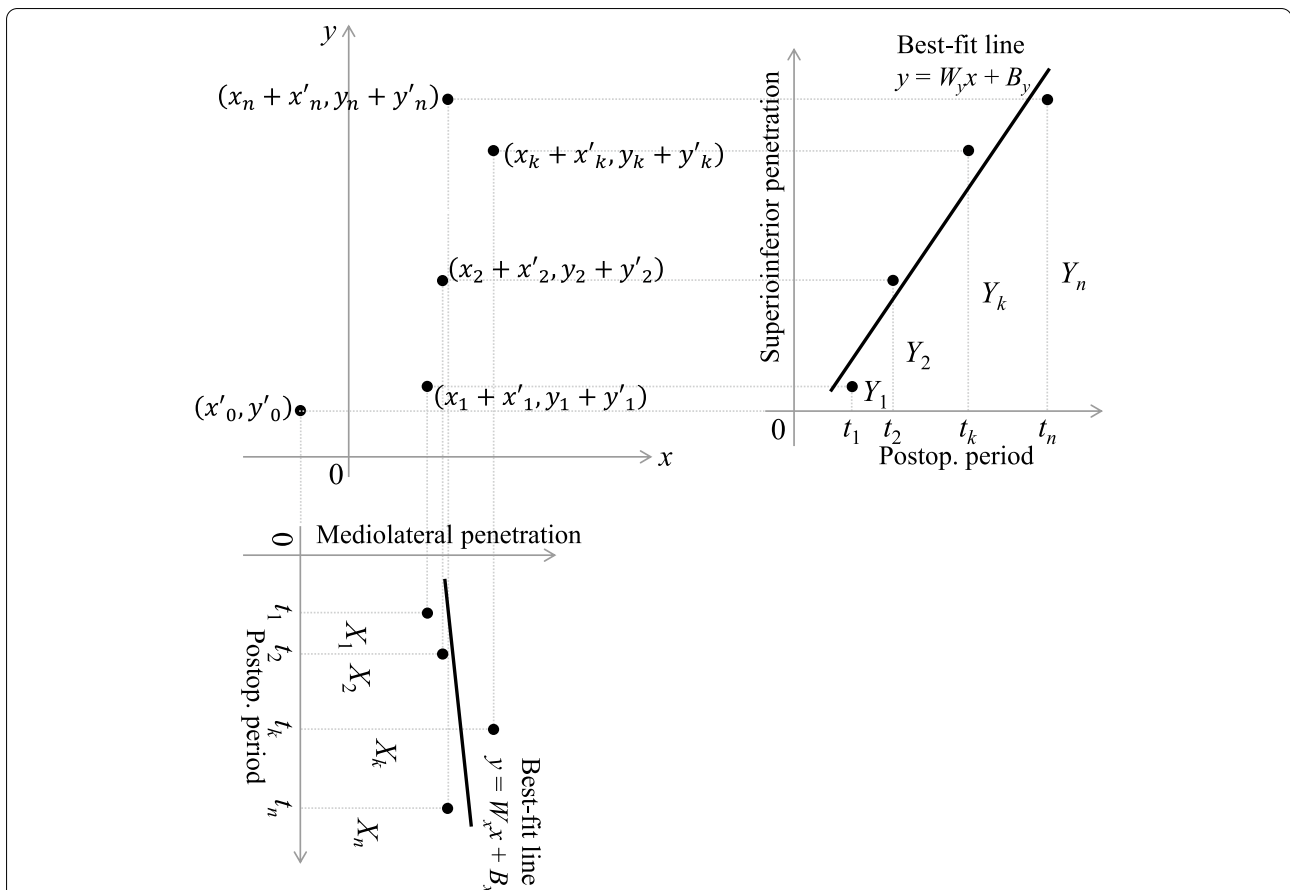 y
(x_n + x'_n, y_n + y'_n)
(x_k + x'_k, y_k + y'_k)
(x_2 + x'_2, y_2 + y'_2)
(x_1 + x'_1, y_1 + y'_1)
(x'_0, y'_0)
0
x
Best-fit line
y = W_y x + B_y
Superioinferior penetration
Y_1
Y_2
Y_k
Y_n
0
t_1
t_2
t_k
t_n
Postop. period
0
Mediolateral penetration
t_1
t_2
t_k
t_n
Postop. period
X_1
X_2
X_k
X_n
Best-fit line
y = W_x x + B